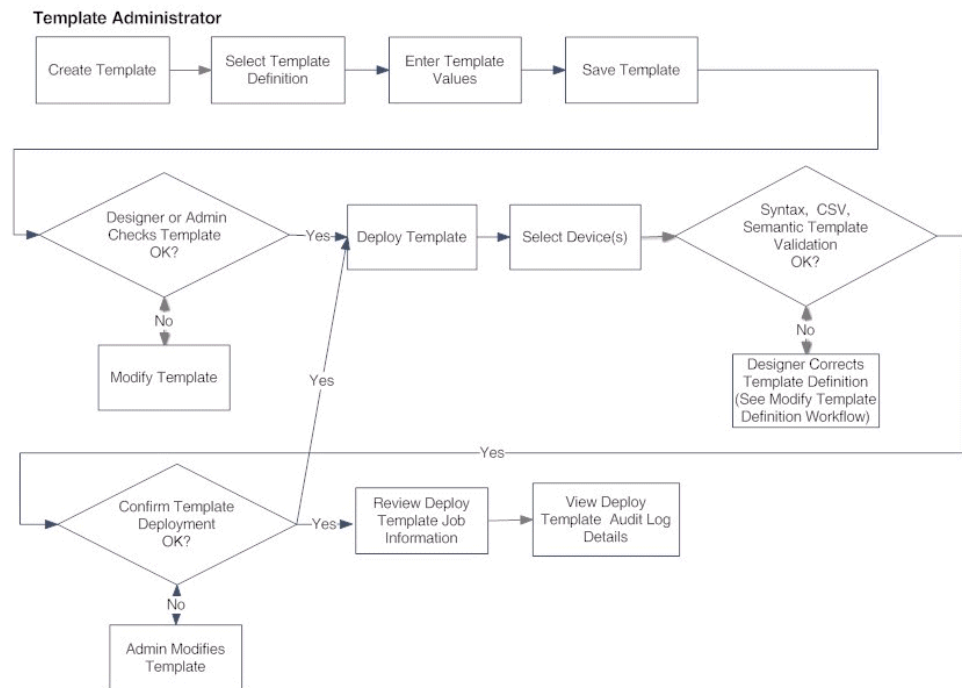 Template Administrator
Create Template
Select Template
Definition
Enter Template
Values
Save Template
Designer or Admin
Checks Template
OK?
Yes
Deploy Template
Select Device(s)
Syntax, CSV,
Semantic Template
Validation
OK?
No
Modify Template
No
Designer Corrects
Template Definition
(See Modify Template
Definition Workflow)
Yes
Yes
Confirm Template
Deployment
OK?
Yes
Review Deploy
Template Job
Information
View Deploy
Template Audit Log
Details
No
Admin Modifies
Template